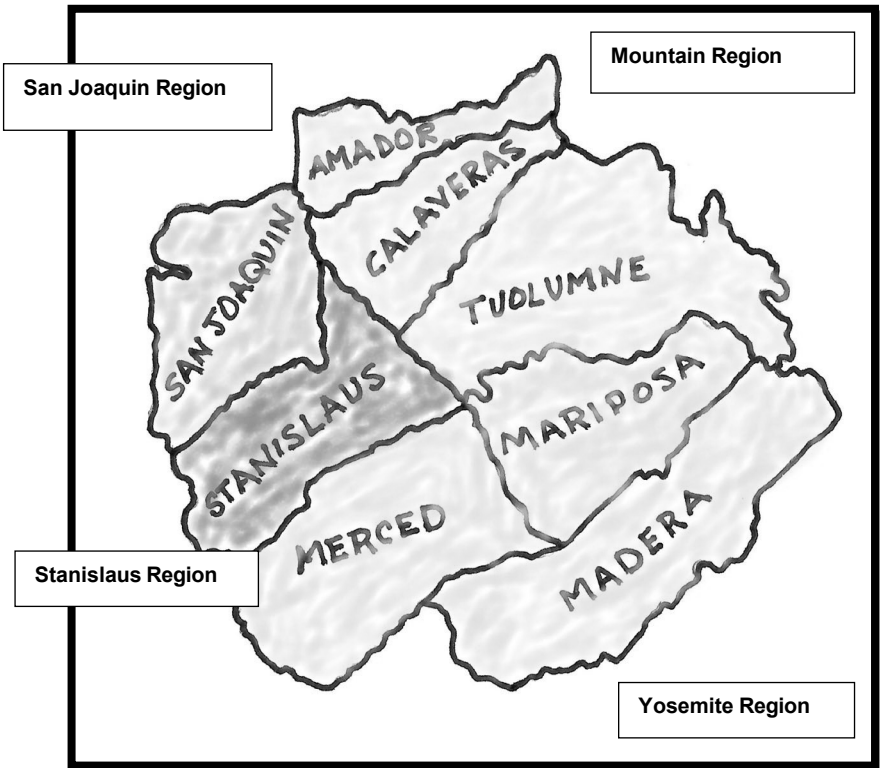 Mountain Region
San Joaquin Region
AMADOR
CALAVERAS
SAN JOAQUIN
TUOLUMNE
STANISLAUS
MARIPOSA
MERCED
MADERA
Stanislaus Region
Yosemite Region